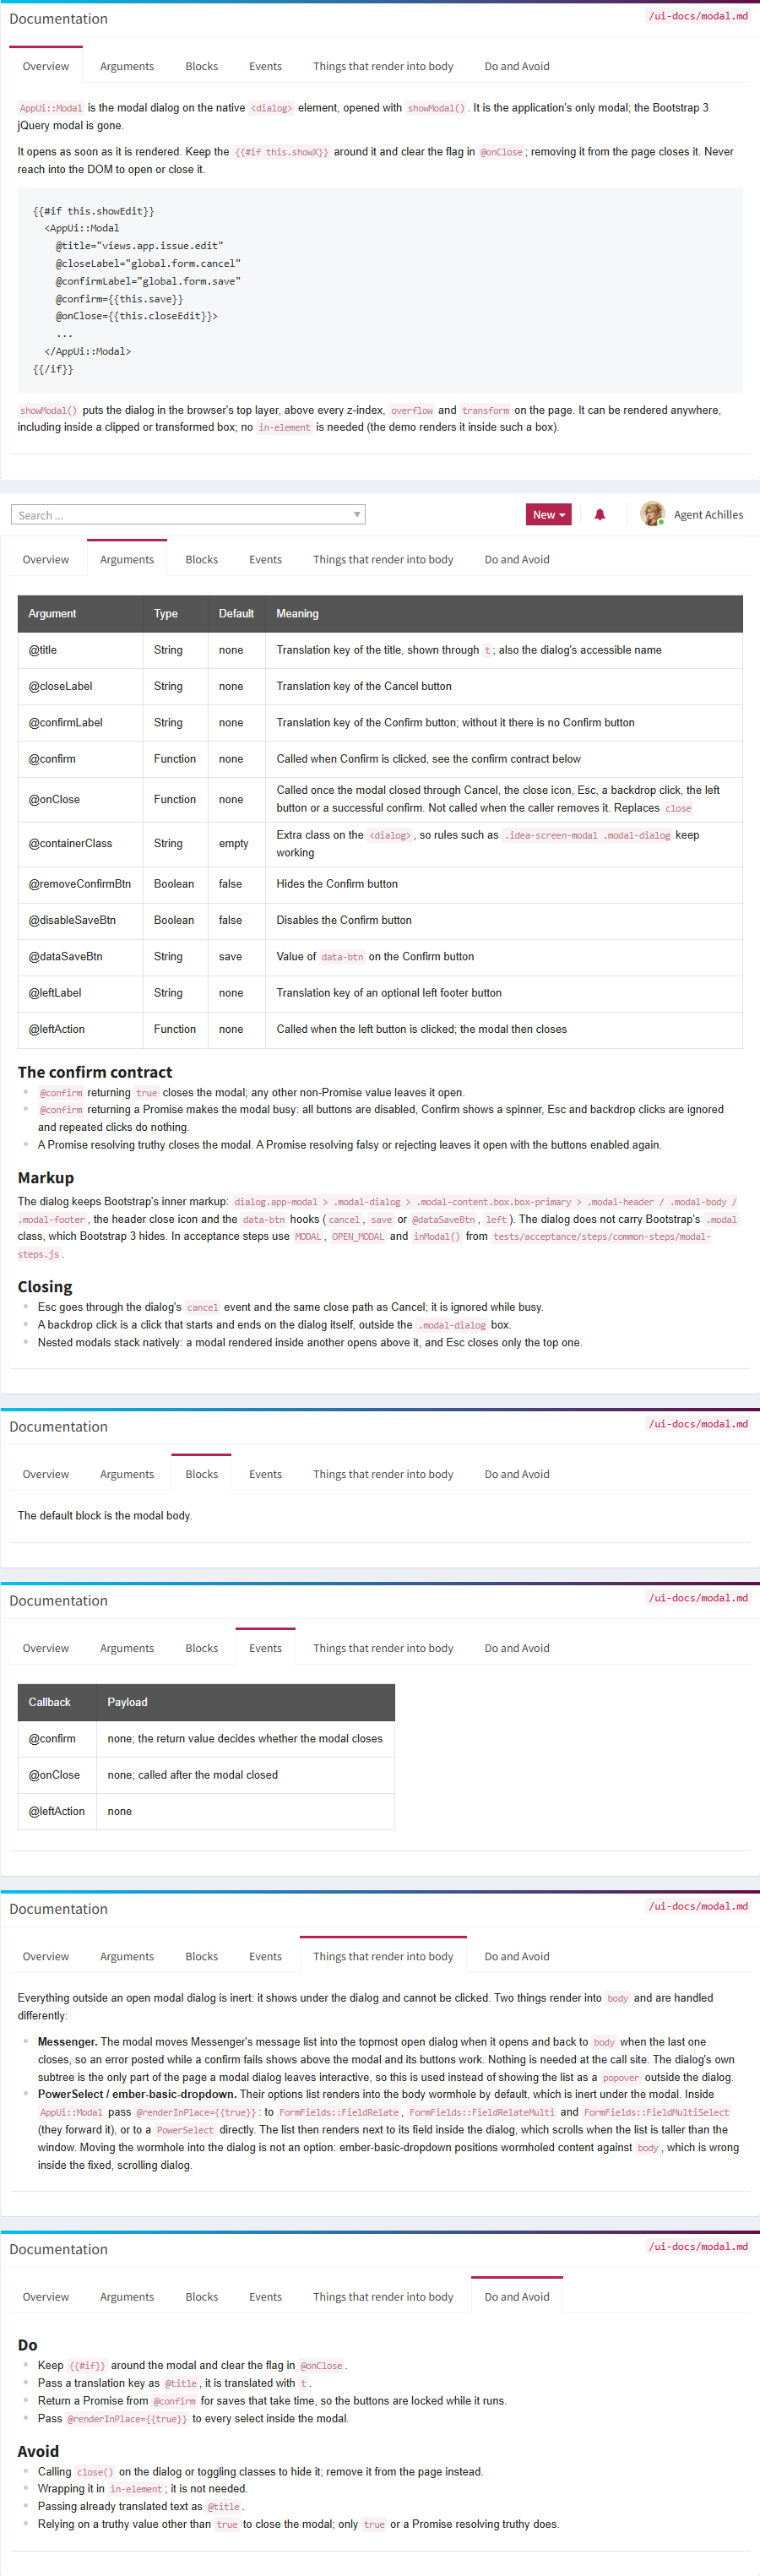 Documentation
/ui-docs/modal.md
Overview Arguments Blocks Events Things that render into body Do and Avoid
AppUi::Modal is the modal dialog on the native <dialog> element, opened with showModal(). It is the application's only modal; the Bootstrap 3
jQuery modal is gone.
It opens as soon as it is rendered. Keep the {{#if this.showX}} around it and clear the flag in @onClose; removing it from the page closes it. Never
reach into the DOM to open or close it.
{{#if this.showEdit}}
<AppUi::Modal
@title="views.app.issue.edit"
@closeLabel="global.form.cancel"
@confirmLabel="global.form.save"
@confirm={{this.save}}
@onClose={{this.closeEdit}}>
...
</AppUi::Modal>
{{/if}}
showModal() puts the dialog in the browser's top layer, above every z-index, overflow and transform on the page. It can be rendered anywhere,
including inside a clipped or transformed box; no in-element is needed (the demo renders it inside such a box).
Search ...
New
Agent Achilles
Overview Arguments Blocks Events Things that render into body Do and Avoid
Argument Type Default Meaning
@title String none Translation key of the title, shown through t; also the dialog's accessible name
@closeLabel String none Translation key of the Cancel button
@confirmLabel String none Translation key of the Confirm button; without it there is no Confirm button
@confirm Function none Called when Confirm is clicked, see the confirm contract below
@onClose Function none Called once the modal closed through Cancel, the close icon, Esc, a backdrop click, the left
button or a successful confirm. Not called when the caller removes it. Replaces close
@containerClass String empty Extra class on the <dialog>, so rules such as .idea-screen-modal .modal-dialog keep
working
@removeConfirmBtn Boolean false Hides the Confirm button
@disableSaveBtn Boolean false Disables the Confirm button
@dataSaveBtn String save Value of data-btn on the Confirm button
@leftLabel String none Translation key of an optional left footer button
@leftAction Function none Called when the left button is clicked; the modal then closes
The confirm contract
@confirm returning true closes the modal; any other non-Promise value leaves it open.
@confirm returning a Promise makes the modal busy: all buttons are disabled, Confirm shows a spinner, Esc and backdrop clicks are ignored
and repeated clicks do nothing.
A Promise resolving truthy closes the modal. A Promise resolving falsy or rejecting leaves it open with the buttons enabled again.
Markup
The dialog keeps Bootstrap's inner markup: dialog.app-modal > .modal-dialog > .modal-content.box.box-primary > .modal-header / .modal-body /
.modal-footer, the header close icon and the data-btn hooks (cancel, save or @dataSaveBtn, left). The dialog does not carry Bootstrap's .modal
class, which Bootstrap 3 hides. In acceptance steps use MODAL, OPEN_MODAL and inModal() from tests/acceptance/steps/common-steps/modal-
steps.js.
Closing
Esc goes through the dialog's cancel event and the same close path as Cancel; it is ignored while busy.
A backdrop click is a click that starts and ends on the dialog itself, outside the .modal-dialog box.
Nested modals stack natively: a modal rendered inside another opens above it, and Esc closes only the top one.
Documentation
/ui-docs/modal.md
Overview Arguments Blocks Events Things that render into body Do and Avoid
The default block is the modal body.
Documentation
/ui-docs/modal.md
Overview Arguments Blocks Events Things that render into body Do and Avoid
Callback Payload
@confirm none; the return value decides whether the modal closes
@onClose none; called after the modal closed
@leftAction none
Documentation
/ui-docs/modal.md
Overview Arguments Blocks Events Things that render into body Do and Avoid
Everything outside an open modal dialog is inert: it shows under the dialog and cannot be clicked. Two things render into body and are handled
differently:
Messenger. The modal moves Messenger's message list into the topmost open dialog when it opens and back to body when the last one
closes, so an error posted while a confirm fails shows above the modal and its buttons work. Nothing is needed at the call site. The dialog's own
subtree is the only part of the page a modal dialog leaves interactive, so this is used instead of showing the list as a popover outside the dialog.
PowerSelect / ember-basic-dropdown. Their options list renders into the body wormhole by default, which is inert under the modal. Inside
AppUi::Modal pass @renderInPlace={{true}}: to FormFields::FieldRelate, FormFields::FieldRelateMulti and FormFields::FieldMultiSelect
(they forward it), or to a PowerSelect directly. The list then renders next to its field inside the dialog, which scrolls when the list is taller than the
window. Moving the wormhole into the dialog is not an option: ember-basic-dropdown positions wormholed content against body, which is wrong
inside the fixed, scrolling dialog.
Documentation
/ui-docs/modal.md
Overview Arguments Blocks Events Things that render into body Do and Avoid
Do
Keep {{#if}} around the modal and clear the flag in @onClose.
Pass a translation key as @title, it is translated with t.
Return a Promise from @confirm for saves that take time, so the buttons are locked while it runs.
Pass @renderInPlace={{true}} to every select inside the modal.
Avoid
Calling close() on the dialog or toggling classes to hide it; remove it from the page instead.
Wrapping it in in-element; it is not needed.
Passing already translated text as @title.
Relying on a truthy value other than true to close the modal; only true or a Promise resolving truthy does.